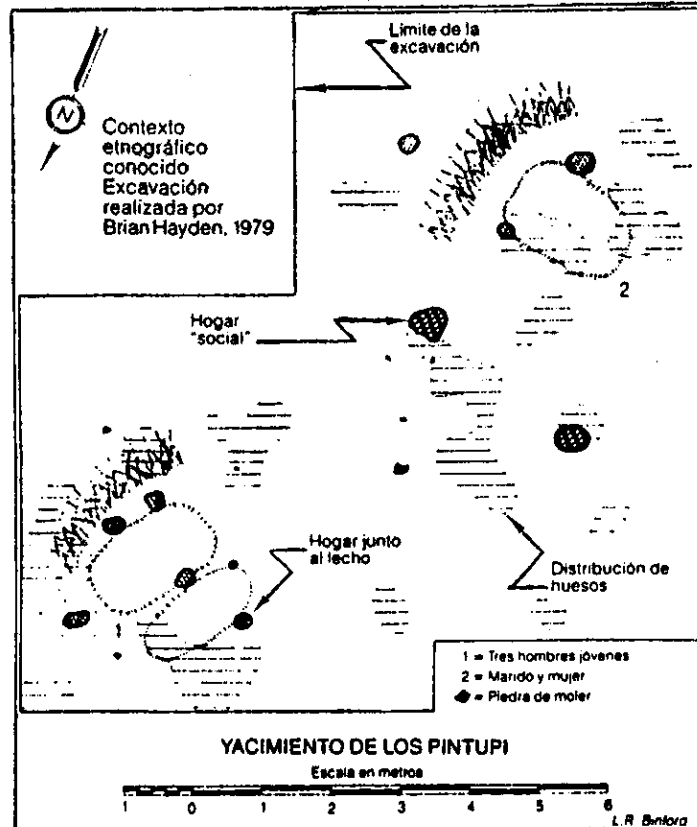 Límite de la
excavación
N
Contexto
etnográfico
conocido
Excavación
realizada por
Brian Hayden, 1979
2
Hogar
"social"
Hogar junto
al lecho
Distribución de
huesos
1
1 = Tres hombres jóvenes
2 = Marido y mujer
= Piedra de moler
YACIMIENTO DE LOS PINTUPI
Escala en metros
1 0 1 2 3 4 5 6
L.R. Binford